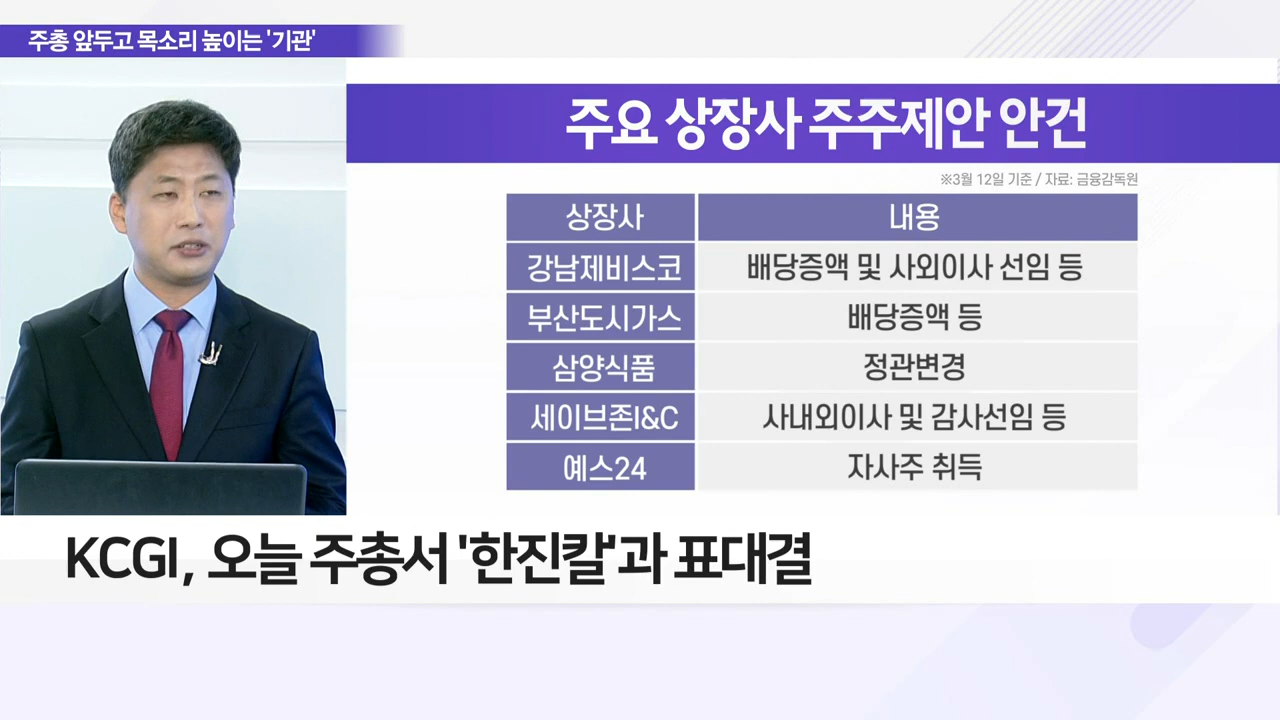 주총 앞두고 목소리 높이는 '기관'
주요 상장사 주주제안 안건
※3월 12일 기준 / 자료: 금융감독원
상장사 내용
강남제비스코 배당증액 및 사외이사 선임 등
부산도시가스 배당증액 등
삼양식품 정관변경
세이브존I&C 사내외이사 및 감사선임 등
예스24 자사주 취득
KCGI, 오늘 주총서 '한진칼'과 표대결